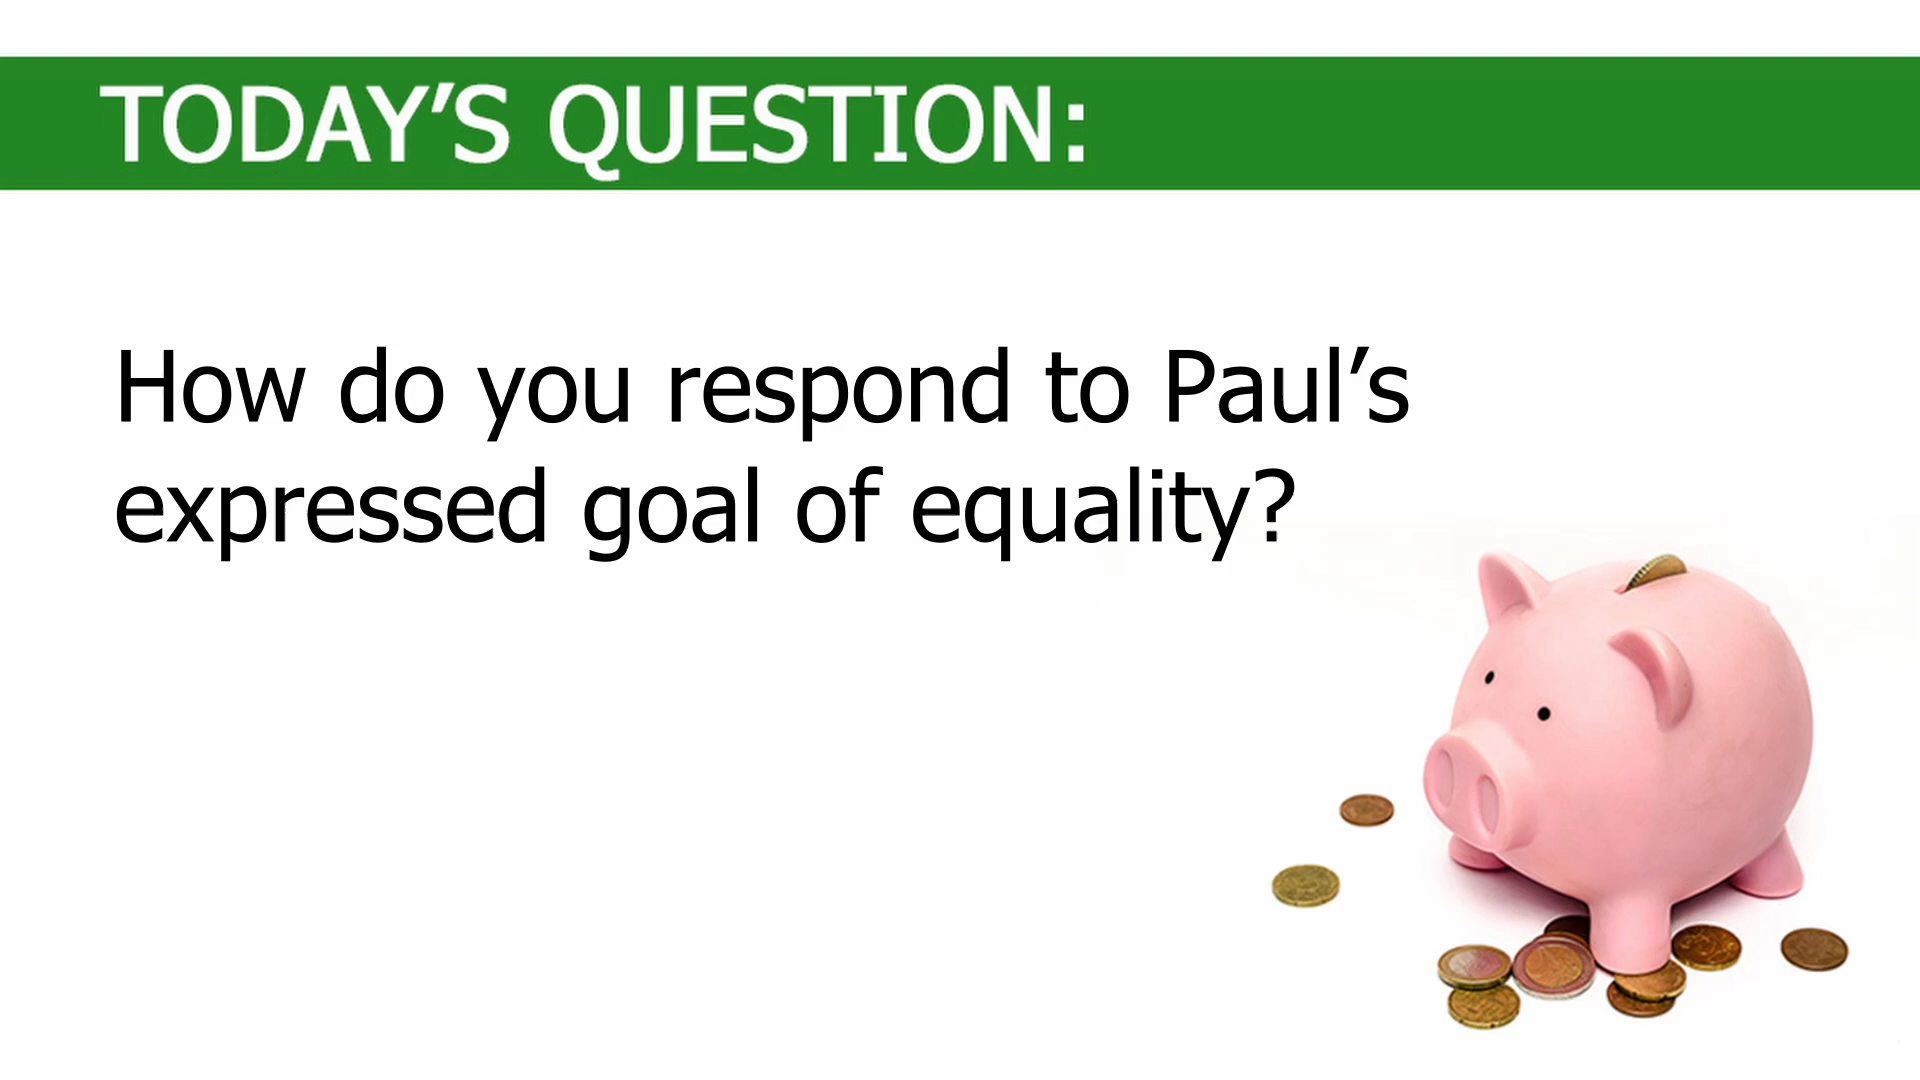 TODAY’S QUESTION:
How do you respond to Paul’s
expressed goal of equality?